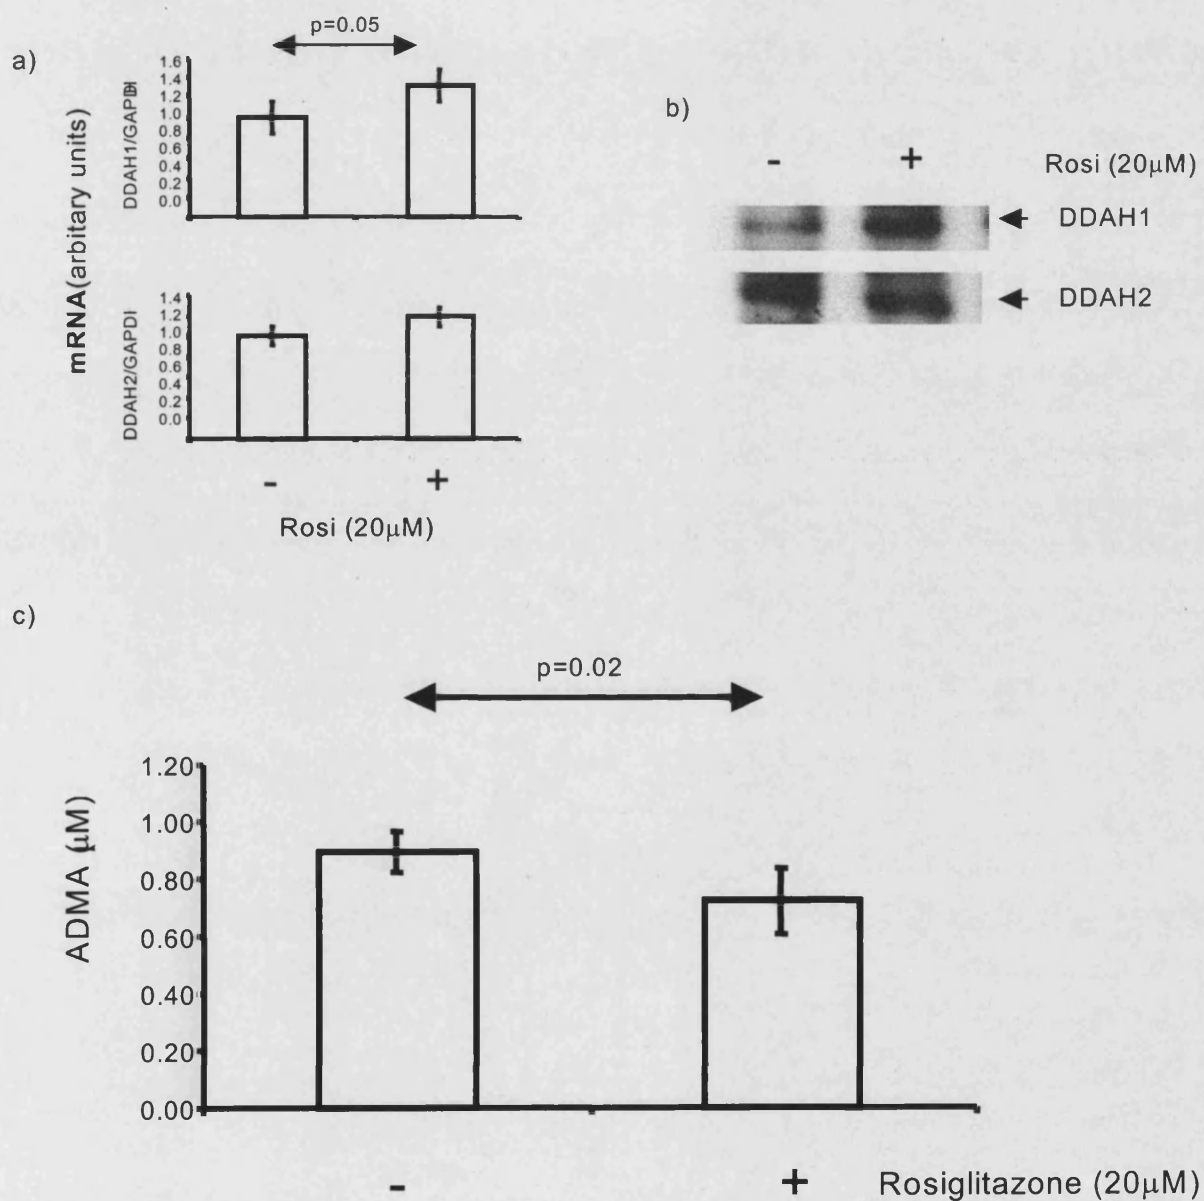 a)
p=0.05
mRNA(arbitary units)
DDAH1/GAPDH
1.6
1.4
1.2
1.0
0.8
0.6
0.4
0.2
0.0
DDAH2/GAPDH
1.4
1.2
1.0
0.8
0.6
0.4
0.2
0.0
- +
Rosi (20µM)
b)
- + Rosi (20µM)
DDAH1
DDAH2
c)
p=0.02
ADMA (µM)
1.20
1.00
0.80
0.60
0.40
0.20
0.00
- + Rosiglitazone (20µM)